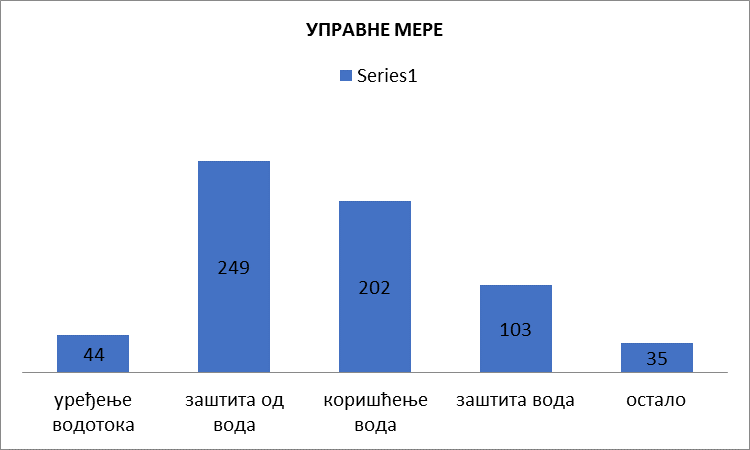 УПРАВНЕ МЕРЕ
Series1
44
249
202
103
35
уређење
водотока
заштита од
вода
коришћење
вода
заштита вода
остало